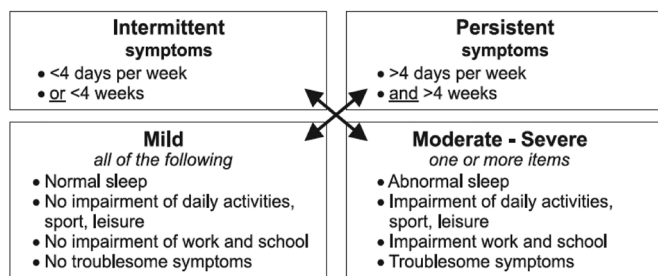 Intermittent
symptoms
• <4 days per week
• or <4 weeks
Persistent
symptoms
• >4 days per week
• and >4 weeks
Mild
all of the following
• Normal sleep
• No impairment of daily activities,
sport, leisure
• No impairment of work and school
• No troublesome symptoms
Moderate - Severe
one or more items
• Abnormal sleep
• Impairment of daily activities,
sport, leisure
• Impairment work and school
• Troublesome symptoms